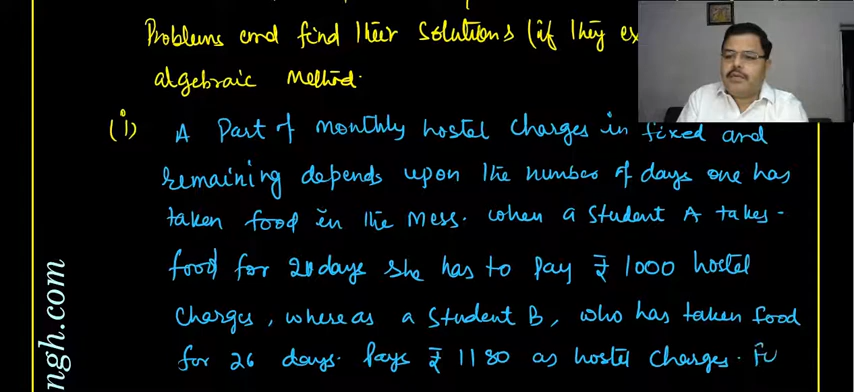 Problems and find their solutions (if they ex
algebraic method.
(i) A Part of monthly hostel charges in fixed and
remaining depends upon the number of days one has
taken food in the mess. When a student A takes
food for 20 days she has to pay ₹ 1000 hostel
charges, whereas a student B, who has taken food
for 26 days. Pays ₹ 1180 as hostel charges.
ngh.com